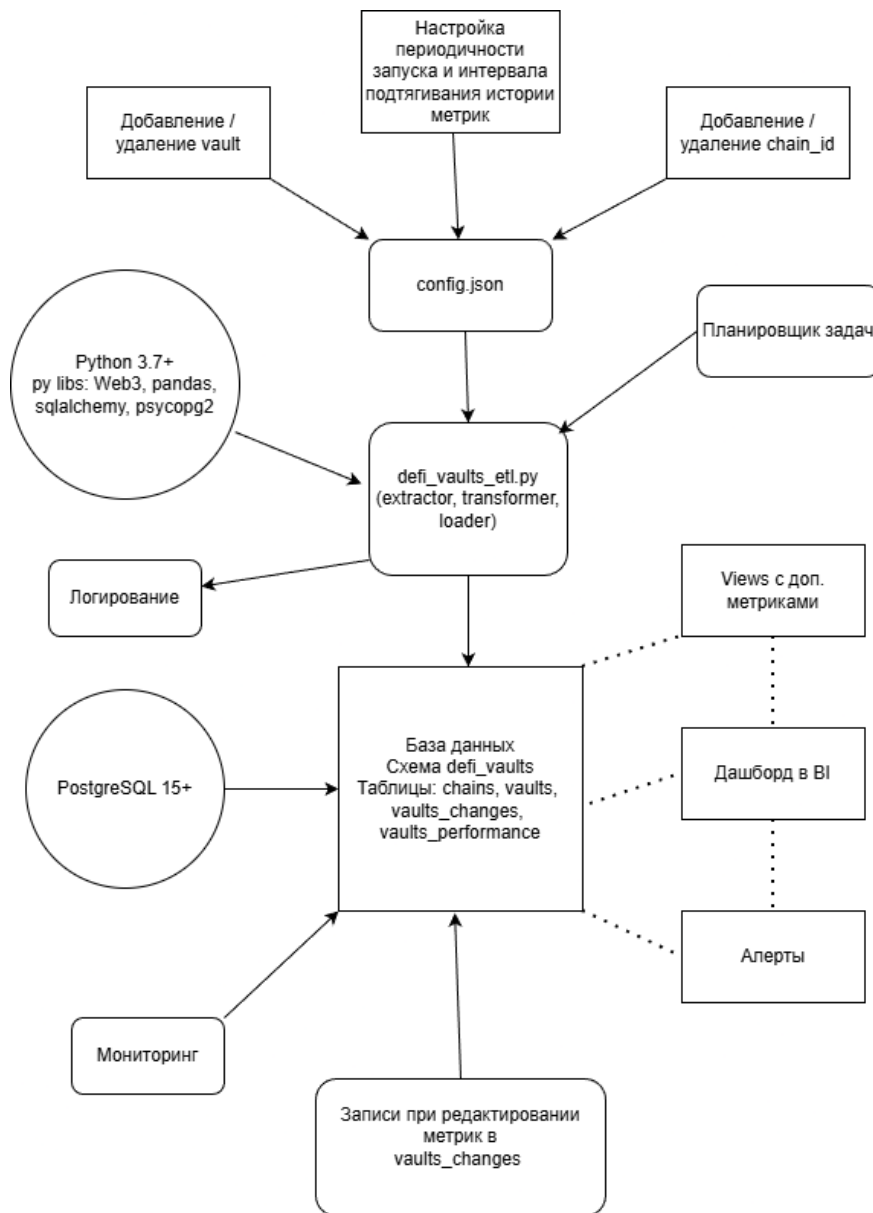 Настройка
периодичности
запуска и интервала
подтягивания истории
метрик
Добавление /
удаление vault
Добавление /
удаление chain_id
config.json
Планировщик задач
Python 3.7+
py libs: Web3, pandas,
sqlalchemy, psycopg2
defi_vaults_etl.py
(extractor, transformer,
loader)
Логирование
Views с доп.
метриками
База данных
Схема defi_vaults
Таблицы: chains, vaults,
vaults_changes,
vaults_performance
PostgreSQL 15+
Дашборд в BI
Алерты
Мониторинг
Записи при редактировании
метрик в
vaults_changes